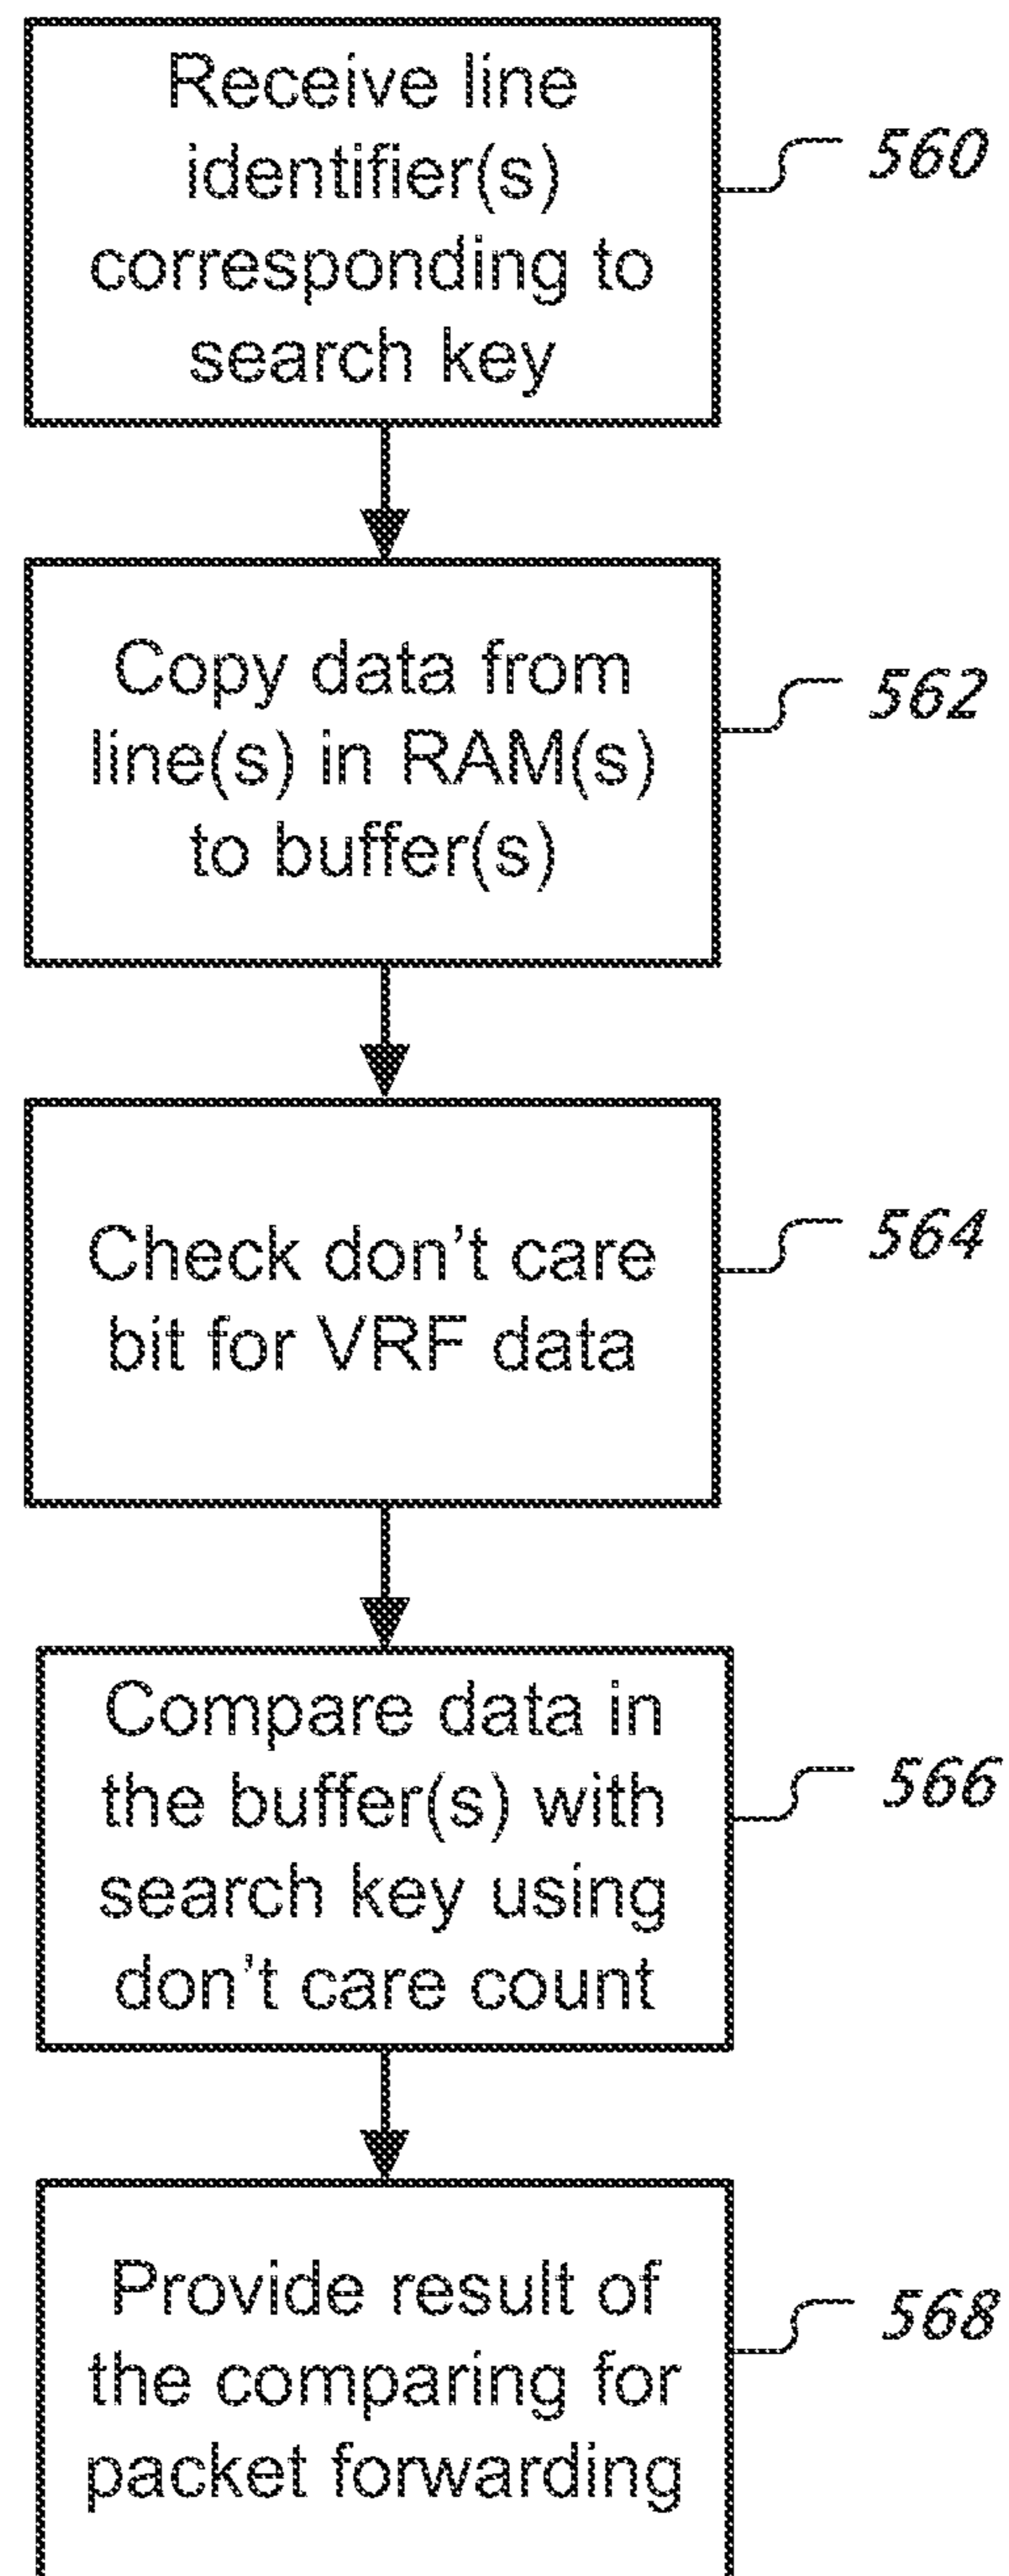 Receive line
identifier(s)
corresponding to
search key
560
Copy data from
line(s) in RAM(s)
to buffer(s)
562
Check don't care
bit for VRF data
564
Compare data in
the buffer(s) with
search key using
don't care count
566
Provide result of
the comparing for
packet forwarding
568